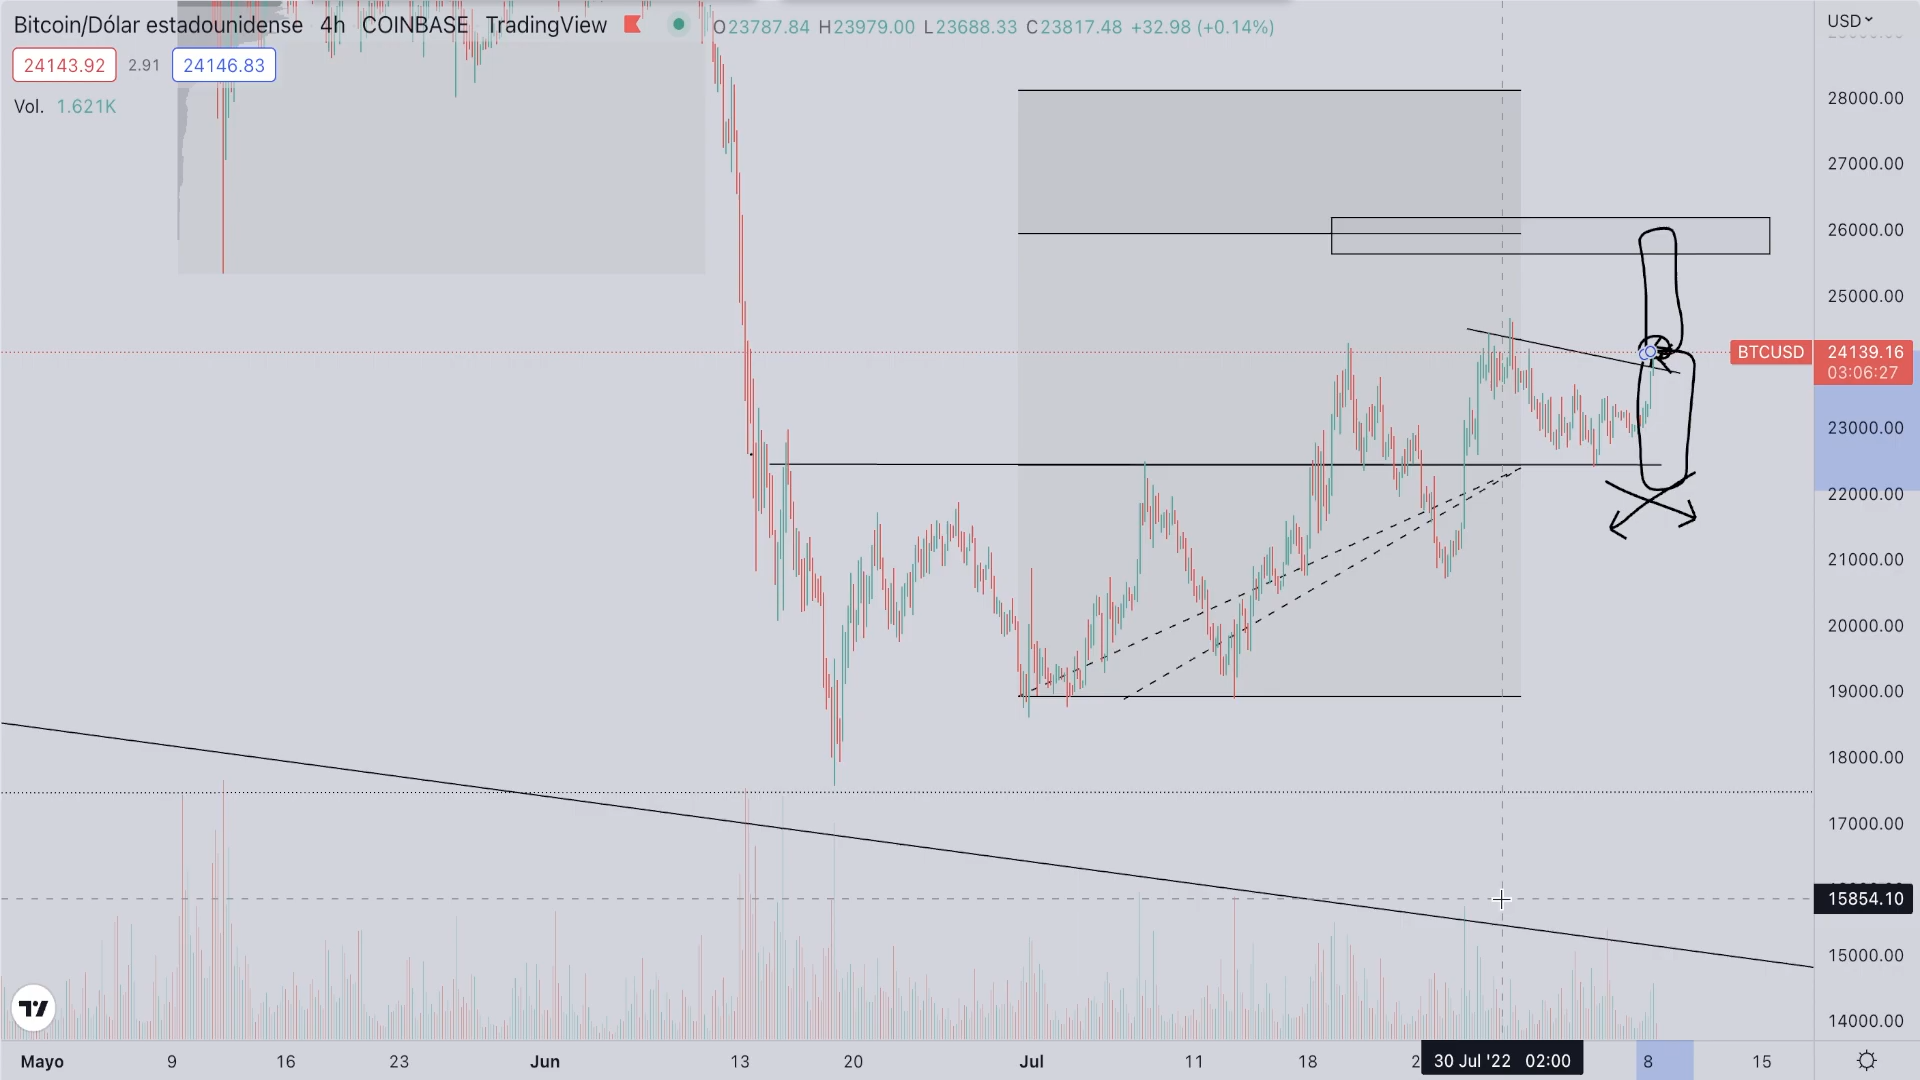 Bitcoin/Dólar estadounidense 4h COINBASE TradingView O23787.84 H23979.00 L23688.33 C23817.48 +32.98 (+0.14%)
USD
24143.92 2.91 24146.83
Vol. 1.621K
28000.00
27000.00
26000.00
25000.00
BTCUSD 24139.16
03:06:27
23000.00
22000.00
21000.00
20000.00
19000.00
18000.00
17000.00
15854.10
15000.00
14000.00
Mayo 9 16 23 Jun 13 20 Jul 11 18 2 30 Jul '22 02:00 8 15